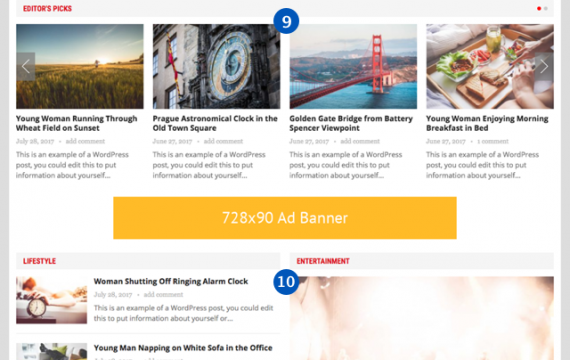 EDITOR'S PICKS
9
Young Woman Running Through
Wheat Field on Sunset
July 28, 2017 • add comment
This is an example of a WordPress
post, you could edit this to put
information about yourself...
Prague Astronomical Clock in the
Old Town Square
June 27, 2017 • add comment
This is an example of a WordPress
post, you could edit this to put
information about yourself...
Golden Gate Bridge from Battery
Spencer Viewpoint
June 27, 2017 • add comment
This is an example of a WordPress
post, you could edit this to put
information about yourself...
Young Woman Enjoying Morning
Breakfast in Bed
June 27, 2017 • 1 comment
This is an example of a WordPress
post, you could edit this to put
information about yourself...
728x90 Ad Banner
LIFESTYLE
10
ENTERTAINMENT
Woman Shutting Off Ringing Alarm Clock
July 28, 2017 • add comment
This is an example of a WordPress post, you could edit
this to put information about yourself or...
Young Man Napping on White Sofa in the Office